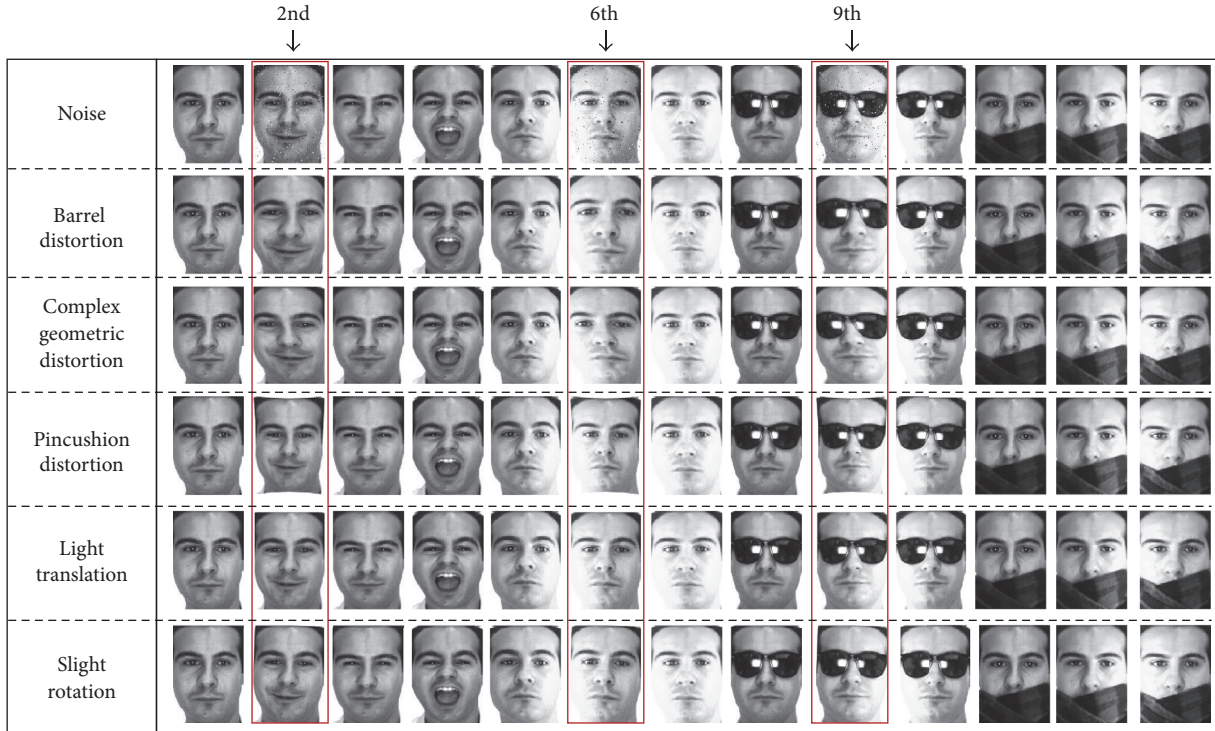 2nd 6th 9th
Noise
Barrel
distortion
Complex
geometric
distortion
Pincushion
distortion
Light
translation
Slight
rotation